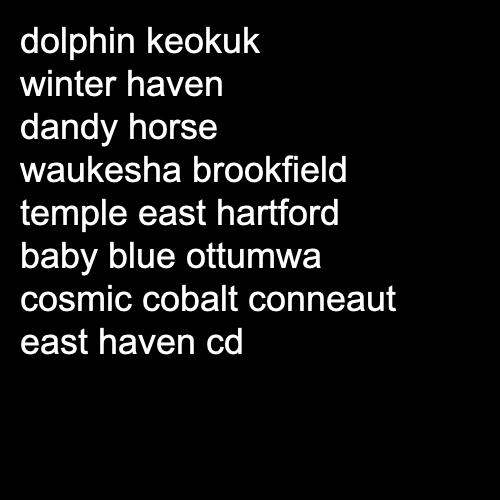 dolphin keokuk
winter haven
dandy horse
waukesha brookfield
temple east hartford
baby blue ottumwa
cosmic cobalt conneaut
east haven cd